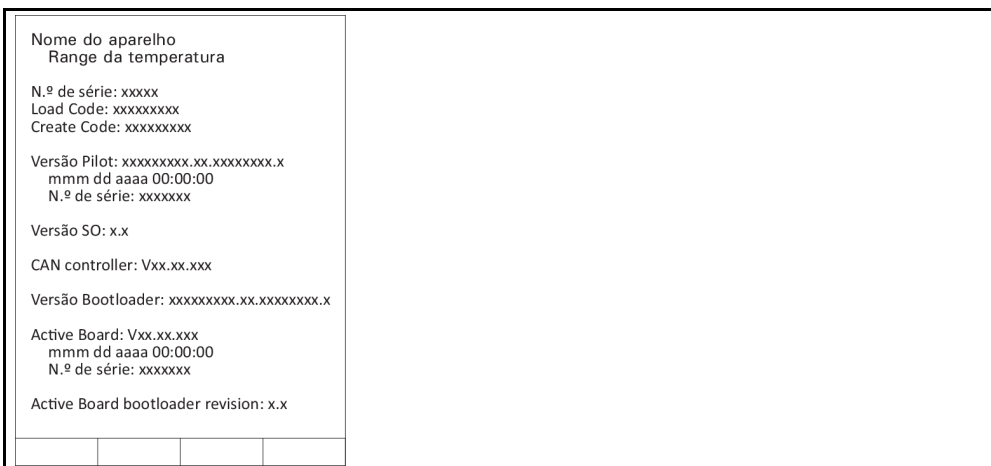 Nome do aparelho
Range da temperatura
N.º de série: xxxxx
Load Code: xxxxxxxxx
Create Code: xxxxxxxxx
Versão Pilot: xxxxxxxxx.xx.xxxxxxxx.x
mmm dd aaaa 00:00:00
N.º de série: xxxxxxx
Versão SO: x.x
CAN controller: Vxx.xx.xxx
Versão Bootloader: xxxxxxxxx.xx.xxxxxxxx.x
Active Board: Vxx.xx.xxx
mmm dd aaaa 00:00:00
N.º de série: xxxxxxx
Active Board bootloader revision: x.x